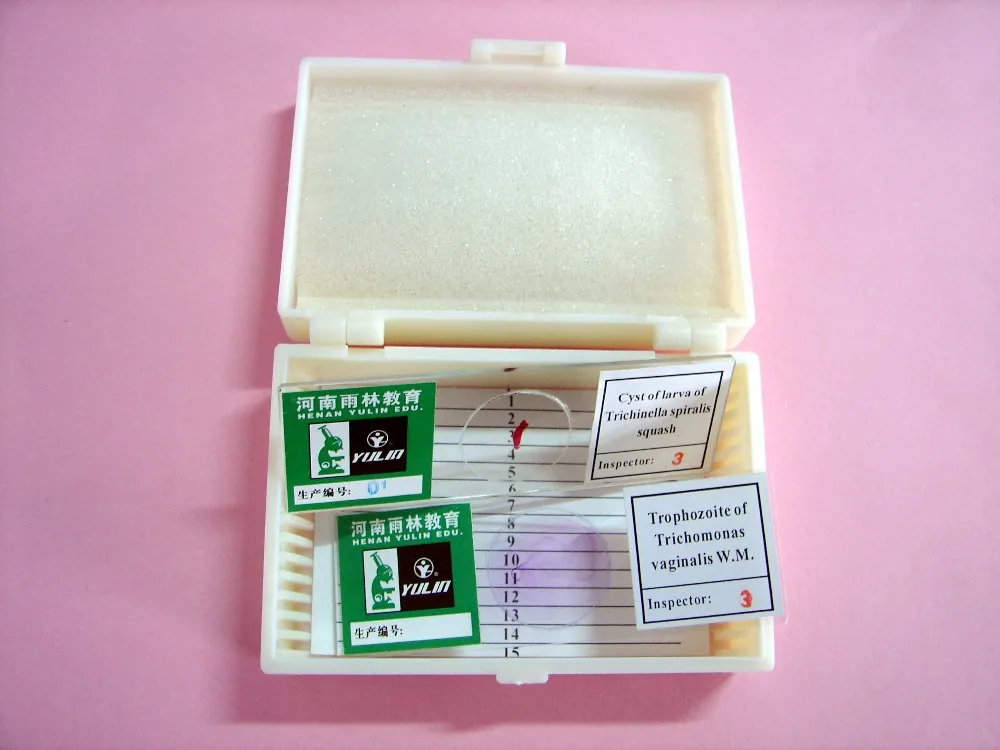 河南雨林教育
HENAN YULIN EDU.
YULIN
®
生产编号: 01
1
2
3
4
5
6
7
8
9
10
11
12
13
14
15
Cyst of larva of
Trichinella spiralis
squash
Inspector: 3
河南雨林教育
HENAN YULIN EDU.
YULIN
®
生产编号:
Trophozoite of
Trichomonas
vaginalis W.M.
Inspector: 3